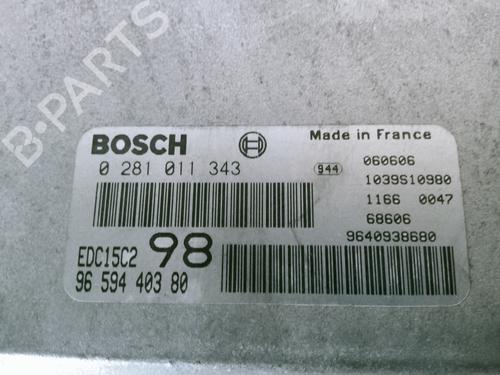 B-PARTS
BOSCH
Made in France
0 281 011 343
944
060606
1039S10980
1166 0047
68606
9640938680
EDC15C2 98
96 594 403 80